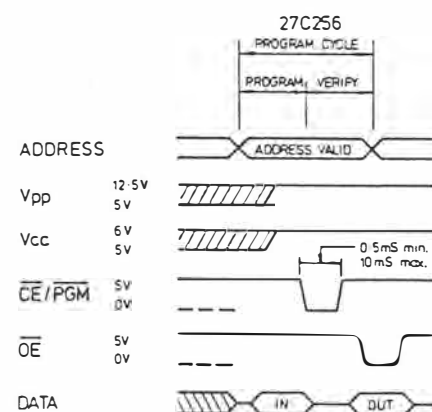 27C256
PROGRAM CYCLE
PROGRAM VERIFY
ADDRESS
ADDRESS VALID
Vpp
12·5V
5V
Vcc
6V
5V
0·5mS min.
10mS max.
CE/PGM
5V
0V
OE
5V
0V
DATA
IN
OUT